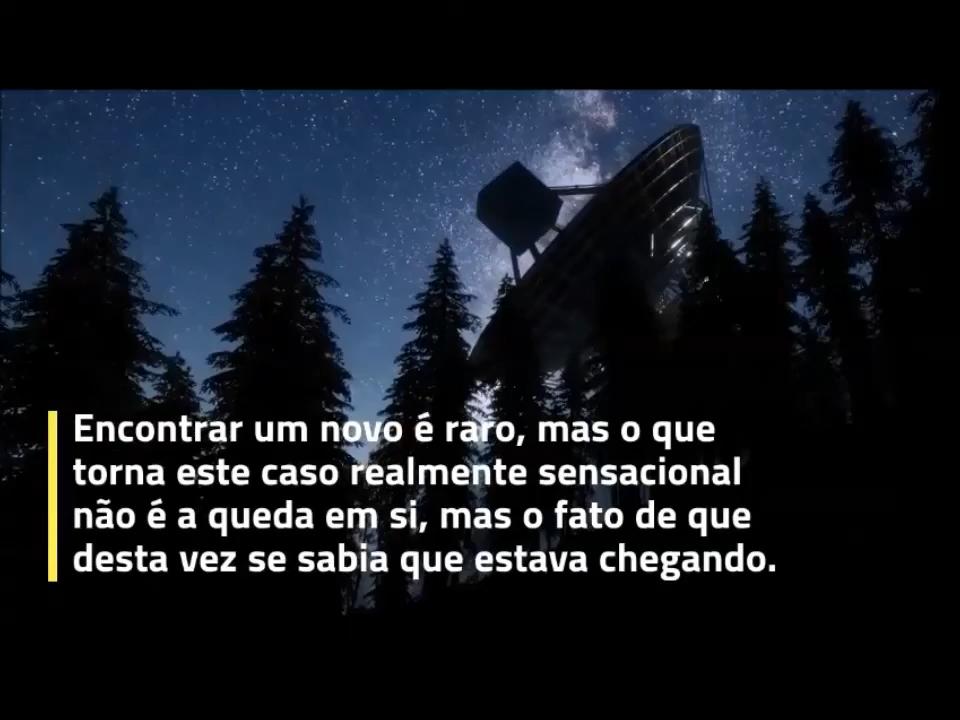 Encontrar um novo é raro, mas o que
torna este caso realmente sensacional
não é a queda em si, mas o fato de que
desta vez se sabia que estava chegando.